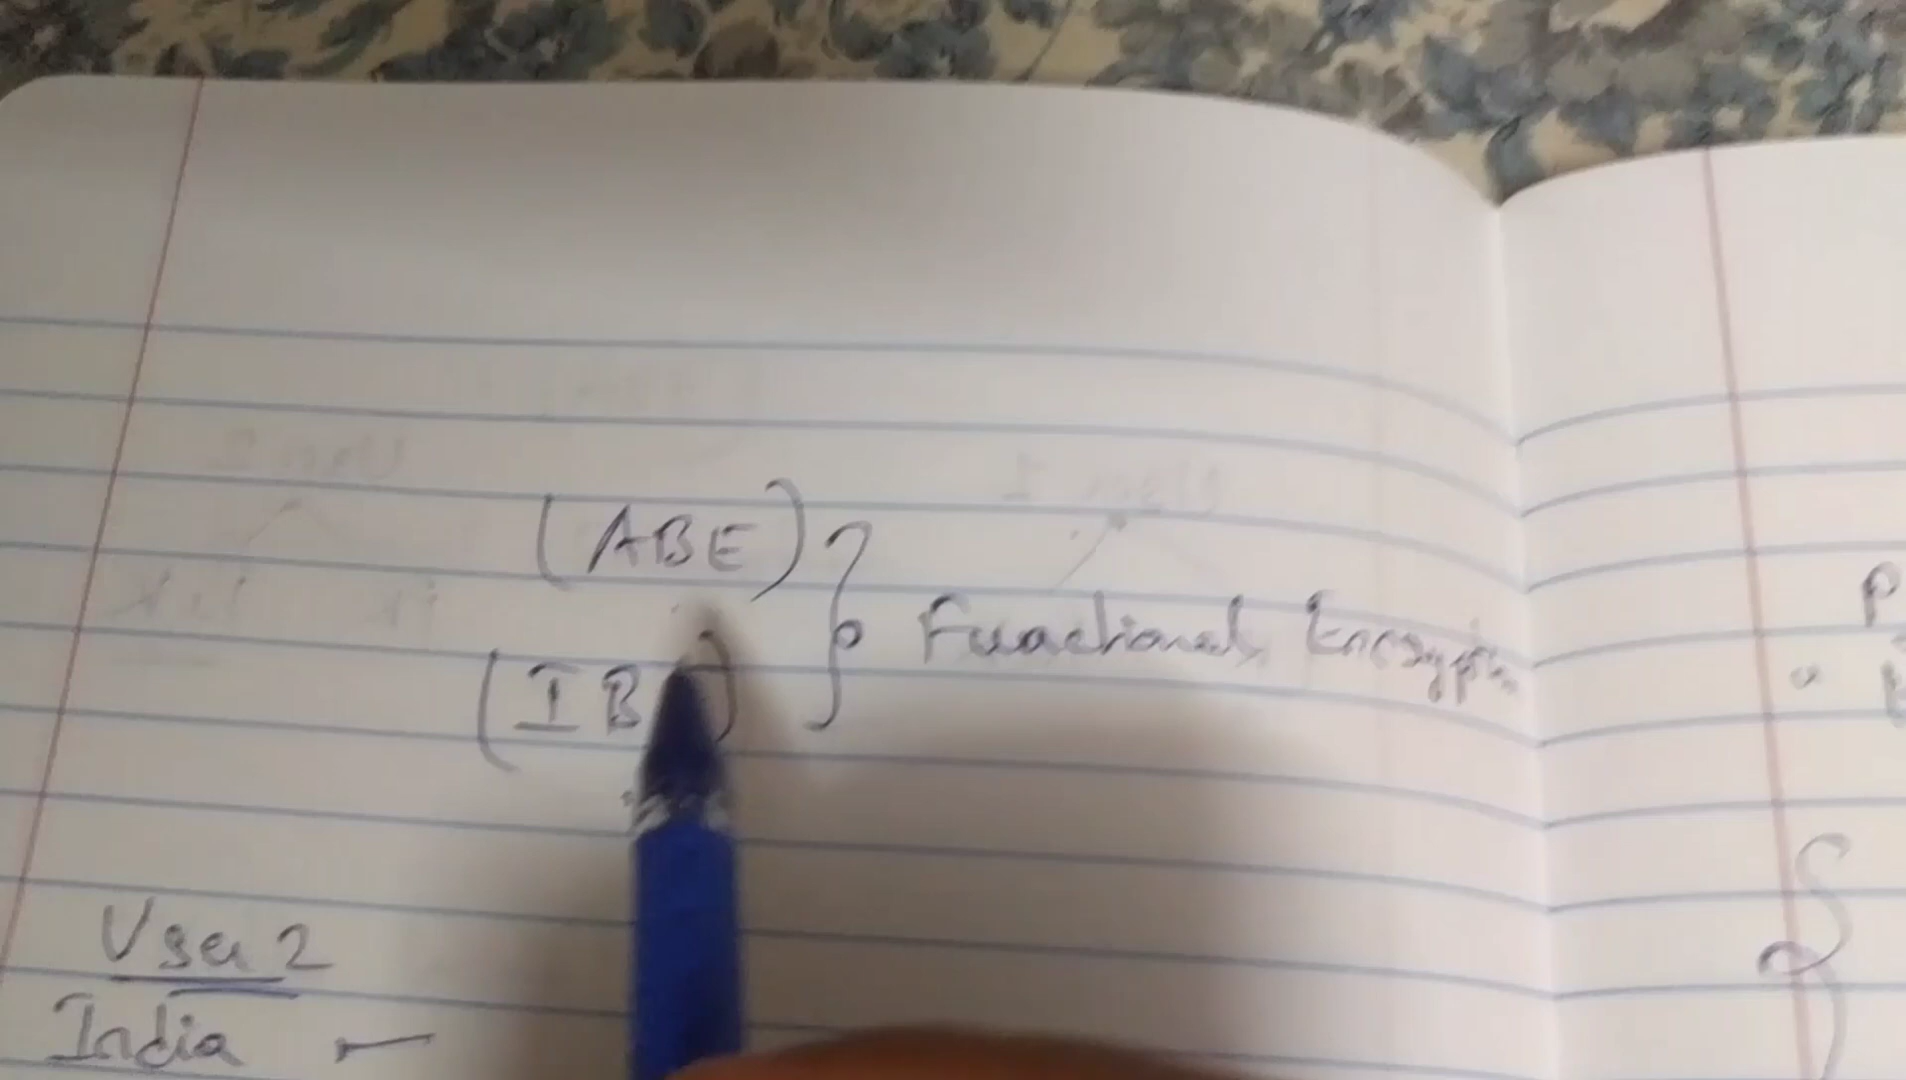 (ABE)
(IB )
} Functional Encryption
User 2
India —